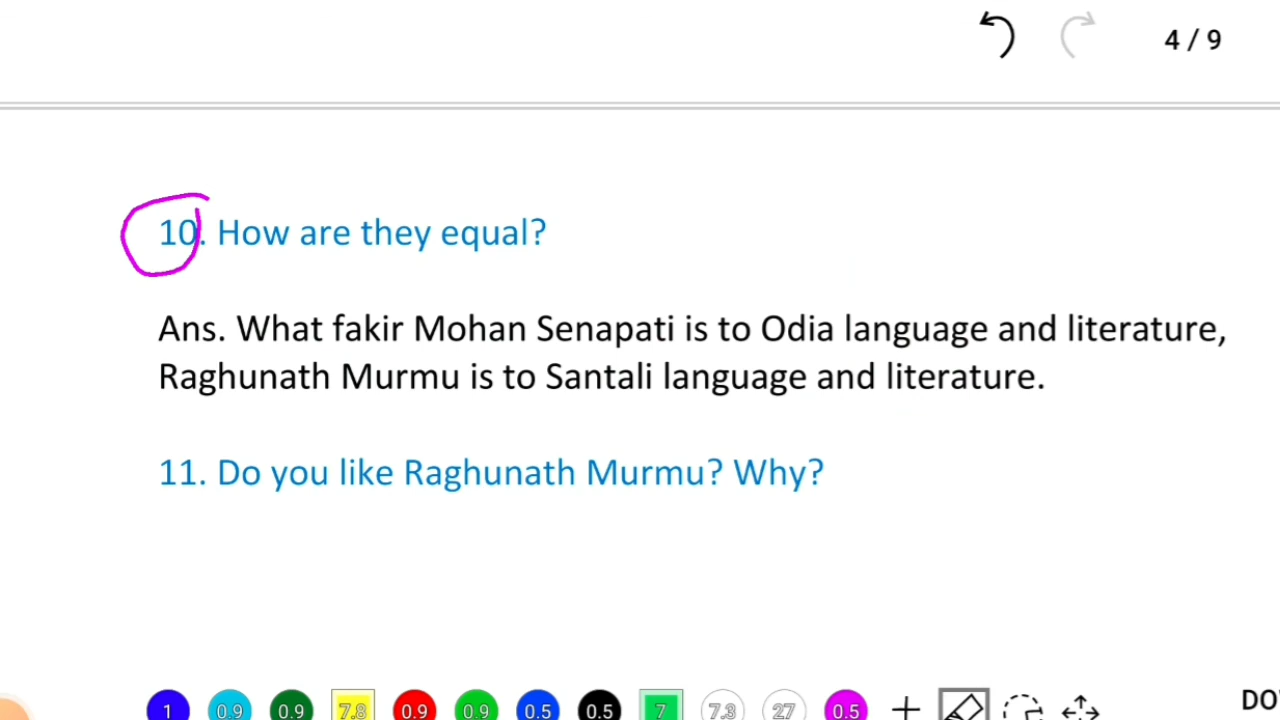 4 / 9
10. How are they equal?
Ans. What fakir Mohan Senapati is to Odia language and literature,
Raghunath Murmu is to Santali language and literature.
11. Do you like Raghunath Murmu? Why?
1 0.9 0.9 7.8 0.9 0.9 0.5 0.5 7 7.3 27 0.5